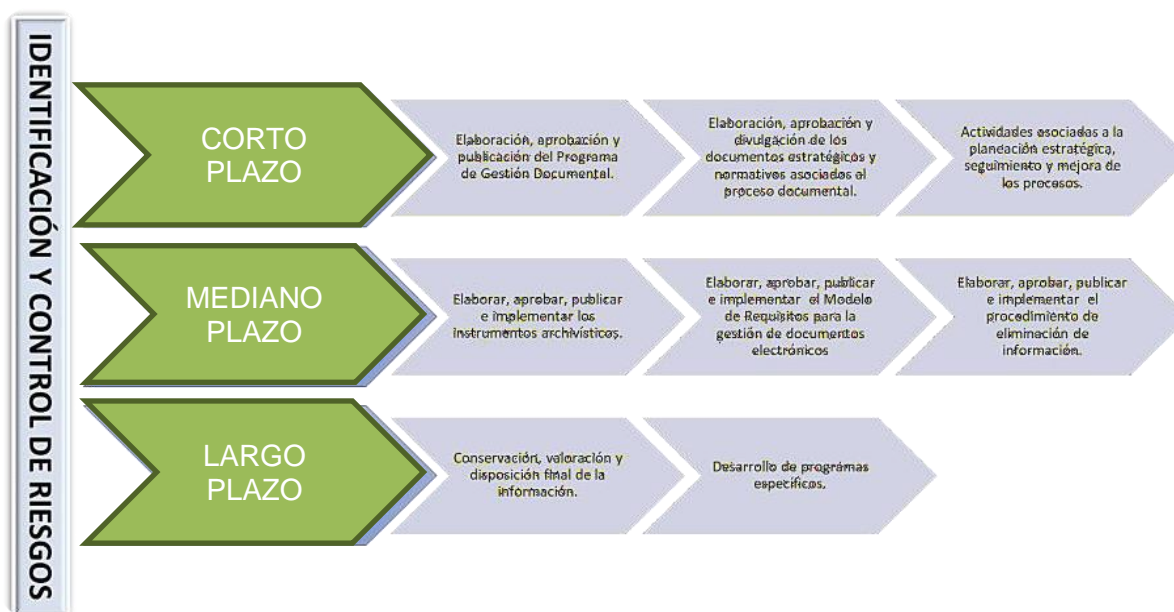 IDENTIFICACIÓN Y CONTROL DE RIESGOS
CORTO
PLAZO
Elaboración, aprobación y
publicación del Programa
de Gestión Documental.
Elaboración, aprobación y
divulgación de los
documentos estratégicos y
normativos asociados al
proceso documental.
Actividades asociadas a la
planeación estratégica,
seguimiento y mejora de
los procesos.
MEDIANO
PLAZO
Elaborar, aprobar, publicar
e implementar los
instrumentos archivísticos.
Elaborar, aprobar, publicar
e implementar el Modelo
de Requisitos para la
gestión de documentos
electrónicos
Elaborar, aprobar, publicar
e implementar el
procedimiento de
eliminación de
información.
LARGO
PLAZO
Conservación, valoración y
disposición final de la
información.
Desarrollo de programas
específicos.